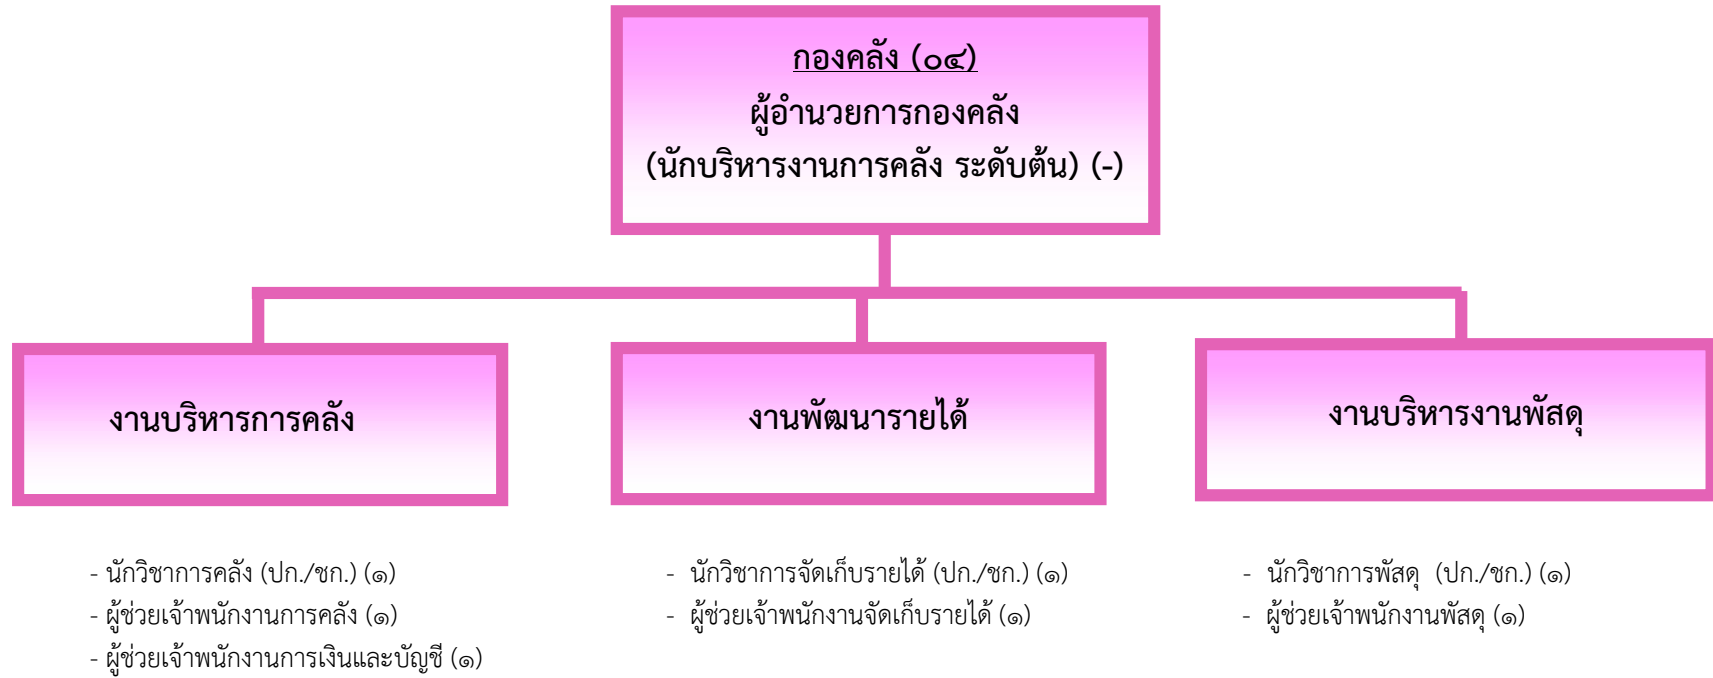 กองคลัง (๐๔)
ผู้อำนวยการกองคลัง
(นักบริหารงานการคลัง ระดับต้น) (-)
งานบริหารการคลัง
- นักวิชาการคลัง (ปก./ชก.) (๑)
- ผู้ช่วยเจ้าพนักงานการคลัง (๑)
- ผู้ช่วยเจ้าพนักงานการเงินและบัญชี (๑)
งานพัฒนารายได้
- นักวิชาการจัดเก็บรายได้ (ปก./ชก.) (๑)
- ผู้ช่วยเจ้าพนักงานจัดเก็บรายได้ (๑)
งานบริหารงานพัสดุ
- นักวิชาการพัสดุ (ปก./ชก.) (๑)
- ผู้ช่วยเจ้าพนักงานพัสดุ (๑)